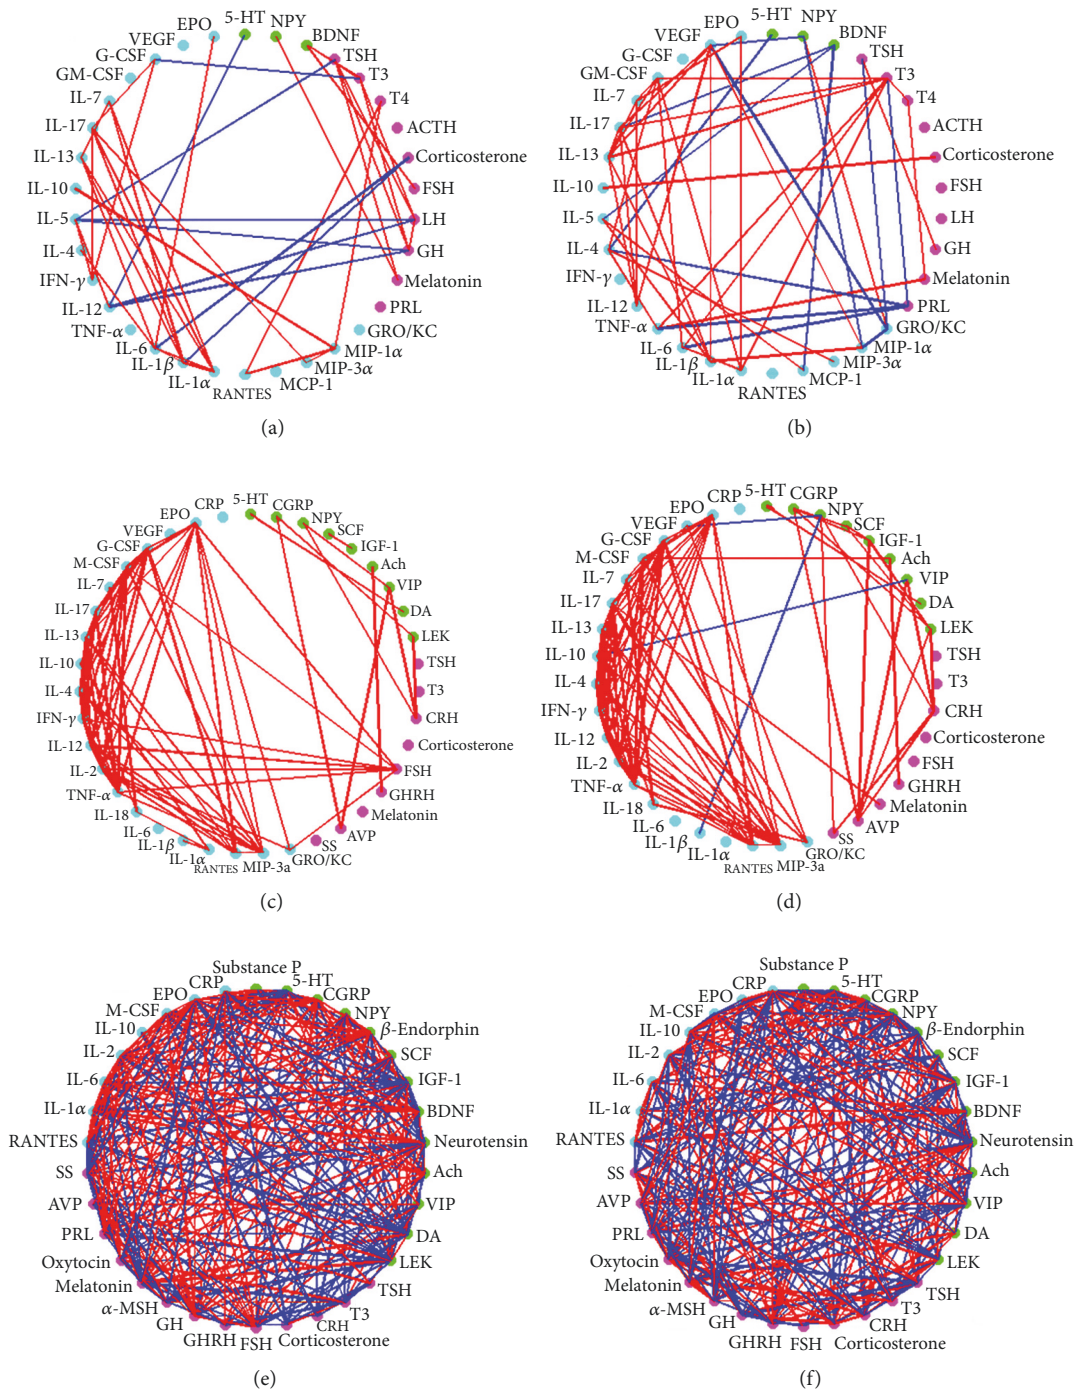 5-HT
NPY
BDNF
TSH
T3
T4
ACTH
Corticosterone
FSH
LH
GH
Melatonin
PRL
GRO/KC
MIP-1α
MIP-3α
MCP-1
RANTES
IL-1α
IL-1β
IL-6
TNF-α
IL-12
IFN-γ
IL-4
IL-5
IL-10
IL-13
IL-17
IL-7
GM-CSF
G-CSF
VEGF
EPO
(a)
5-HT
NPY
BDNF
TSH
T3
T4
ACTH
Corticosterone
FSH
LH
GH
Melatonin
PRL
GRO/KC
MIP-1α
MIP-3α
MCP-1
RANTES
IL-1α
IL-1β
IL-6
TNF-α
IL-12
IFN-γ
IL-4
IL-5
IL-10
IL-13
IL-17
IL-7
GM-CSF
G-CSF
VEGF
EPO
(b)
5-HT
CGRP
NPY
SCF
IGF-1
Ach
VIP
DA
LEK
TSH
T3
CRH
Corticosterone
FSH
GHRH
Melatonin
AVP
SS
GRO/KC
MIP-3a
RANTES
IL-1α
IL-1β
IL-6
IL-18
TNF-α
IL-2
IL-12
IFN-γ
IL-4
IL-10
IL-13
IL-17
IL-7
M-CSF
G-CSF
VEGF
EPO
CRP
(c)
5-HT
CGRP
NPY
SCF
IGF-1
Ach
VIP
DA
LEK
TSH
T3
CRH
Corticosterone
FSH
GHRH
Melatonin
AVP
SS
GRO/KC
MIP-3a
RANTES
IL-1α
IL-1β
IL-6
IL-18
TNF-α
IL-2
IL-12
IFN-γ
IL-4
IL-10
IL-13
IL-17
IL-7
M-CSF
G-CSF
VEGF
EPO
CRP
(d)
Substance P
5-HT
CGRP
NPY
β-Endorphin
SCF
IGF-1
BDNF
Neurotensin
Ach
VIP
DA
LEK
TSH
T3
CRH
Corticosterone
FSH
GHRH
GH
α-MSH
Melatonin
Oxytocin
PRL
AVP
SS
RANTES
IL-1α
IL-6
IL-2
IL-10
M-CSF
EPO
CRP
(e)
Substance P
5-HT
CGRP
NPY
β-Endorphin
SCF
IGF-1
BDNF
Neurotensin
Ach
VIP
DA
LEK
TSH
T3
CRH
Corticosterone
FSH
GHRH
GH
α-MSH
Melatonin
Oxytocin
PRL
AVP
SS
RANTES
IL-1α
IL-6
IL-2
IL-10
M-CSF
EPO
CRP
(f)